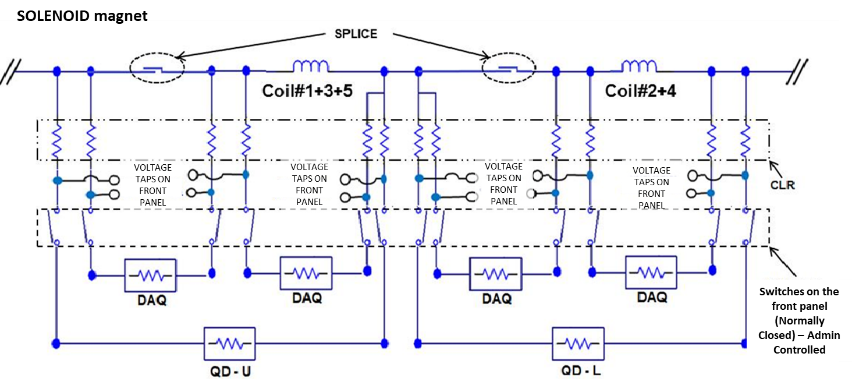 SOLENOID magnet
SPLICE
Coil#1+3+5
Coil#2+4
VOLTAGE
TAPS ON
FRONT
PANEL
VOLTAGE
TAPS ON
FRONT
PANEL
VOLTAGE
TAPS ON
FRONT
PANEL
VOLTAGE
TAPS ON
FRONT
PANEL
CLR
DAQ
DAQ
DAQ
DAQ
Switches on the
front panel
(Normally
Closed) – Admin
Controlled
QD - U
QD - L